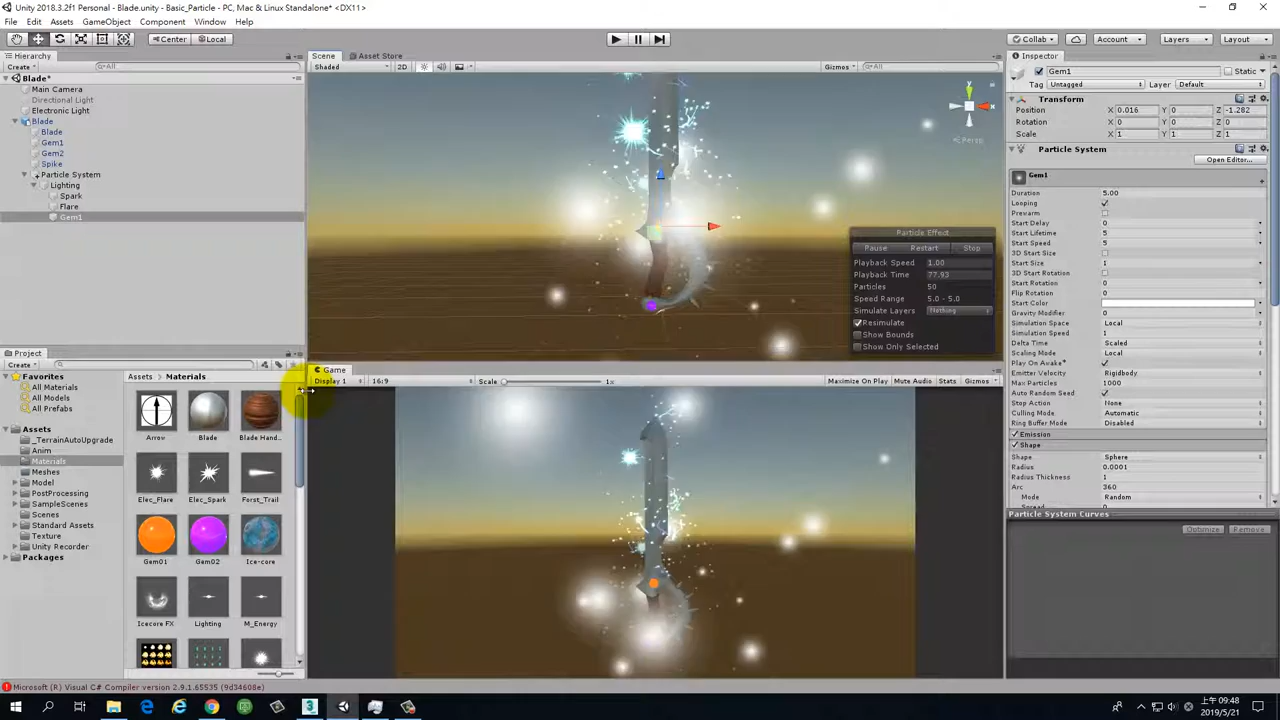 Unity 2018.3.2f1 Personal - Blade.unity - Basic_Particle - PC, Mac & Linux Standalone* <DX11>
File Edit Assets GameObject Component Window Help
Center Local Collab Account Layers Layout
Hierarchy
Create All
Blade*
Main Camera
Directional Light
Electronic Light
Blade
Blade
Gem1
Gem2
Spike
Particle System
Lighting
Spark
Flare
Gem1
Scene Asset Store
Shaded 2D Gizmos All
y
x
Persp
Particle Effect
Pause Restart Stop
Playback Speed 1.00
Playback Time 77.93
Particles 50
Speed Range 5.0 - 5.0
Simulate Layers Nothing
Resimulate
Show Bounds
Show Only Selected
Game
Display 1 16:9 Scale 1x Maximize On Play Mute Audio Stats Gizmos
Project
Create
Favorites
All Materials
All Models
All Prefabs
Assets
_TerrainAutoUpgrade
Anim
Materials
Meshes
Model
PostProcessing
SampleScenes
Scenes
Standard Assets
Texture
Unity Recorder
Packages
Assets Materials
Arrov Blade Blade Hand...
Elec_Flare Elec_Spark Forst_Trail
Gem01 Gem02 Ice-core
Icecore FX Lighting M_Energy
Inspector
Gem1 Static
Tag Untagged Layer Default
Transform
Position X 0.016 Y 0 Z -1.282
Rotation X 0 Y 0 Z 0
Scale X 1 Y 1 Z 1
Particle System
Open Editor...
Gem1
Duration 5.00
Looping
Prewarm
Start Delay 0
Start Lifetime 5
Start Speed 5
3D Start Size
Start Size 1
3D Start Rotation
Start Rotation 0
Flip Rotation 0
Start Color
Gravity Modifier 0
Simulation Space Local
Simulation Speed 1
Delta Time Scaled
Scaling Mode Local
Play On Awake*
Emitter Velocity Rigidbody
Max Particles 1000
Auto Random Seed
Stop Action None
Culling Mode Automatic
Ring Buffer Mode Disabled
Emission
Shape
Shape Sphere
Radius 0.0001
Radius Thickness 1
Arc 360
Mode Random
Spread 0
Particle System Curves
Optimize Remove
Microsoft (R) Visual C# Compiler version 2.9.1.65535 (9d34608e)
上午 09:48
2019/5/21